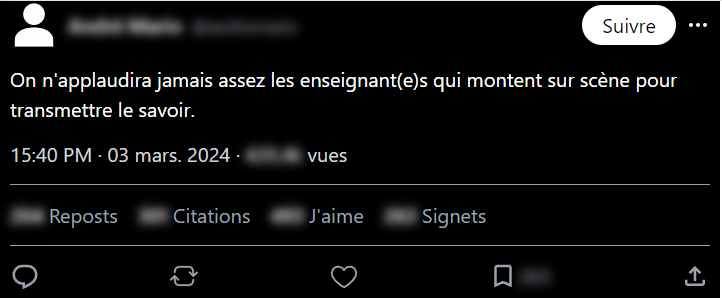 Suivre
On n'applaudira jamais assez les enseignant(e)s qui montent sur scène pour
transmettre le savoir.
15:40 PM · 03 mars. 2024 · vues
Reposts Citations J'aime Signets